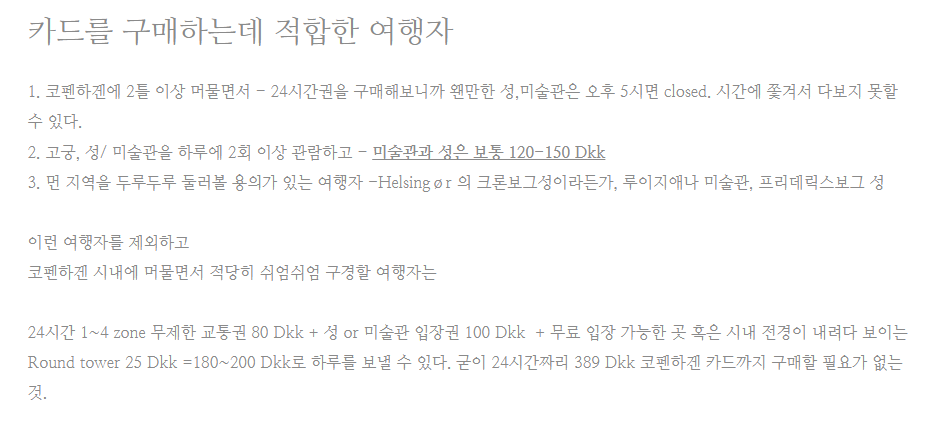 카드를 구매하는데 적합한 여행자
1. 코펜하겐에 2틀 이상 머물면서 - 24시간권을 구매해보니까 왠만한 성,미술관은 오후 5시면 closed. 시간에 쫓겨서 다보지 못할
수 있다.
2. 고궁, 성/ 미술관을 하루에 2회 이상 관람하고 - 미술관과 성은 보통 120-150 Dkk
3. 먼 지역을 두루두루 둘러볼 용의가 있는 여행자 -Helsingør 의 크론보그성이라든가, 루이지애나 미술관, 프리데릭스보그 성
이런 여행자를 제외하고
코펜하겐 시내에 머물면서 적당히 쉬엄쉬엄 구경할 여행자는
24시간 1~4 zone 무제한 교통권 80 Dkk + 성 or 미술관 입장권 100 Dkk + 무료 입장 가능한 곳 혹은 시내 전경이 내려다 보이는
Round tower 25 Dkk =180~200 Dkk로 하루를 보낼 수 있다. 굳이 24시간짜리 389 Dkk 코펜하겐 카드까지 구매할 필요가 없는
것.